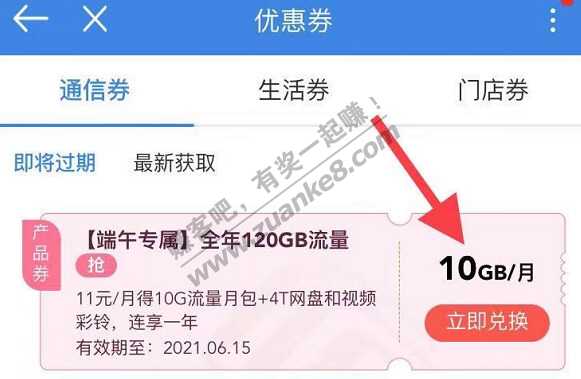 优惠券
通信券 生活券 门店券
即将过期 最新获取
产品券
【端午专属】全年120GB流量
抢
11元/月得10G流量月包+4T网盘和视频
彩铃，连享一年
有效期至：2021.06.15
10GB/月
立即兑换
赚客吧，有奖一起赚！
www.zuanke8.com